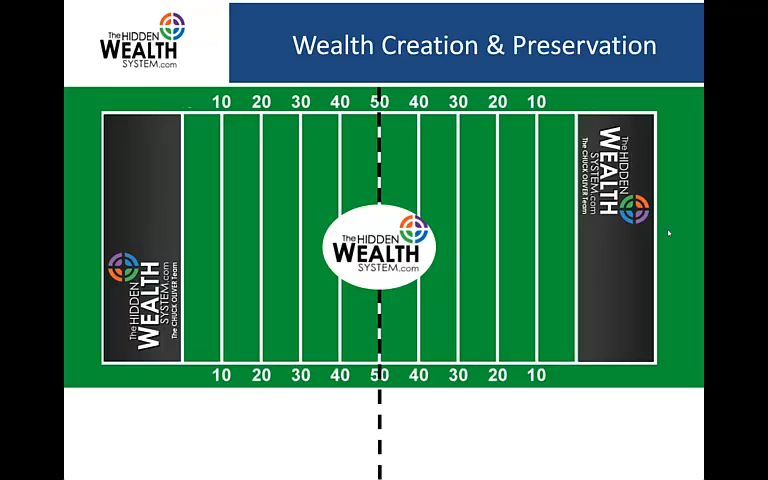 The HIDDEN
WEALTH
SYSTEM.com
Wealth Creation & Preservation
10 20 30 40 50 40 30 20 10
The HIDDEN
WEALTH
SYSTEM.com
The CHUCK OLIVER Team
The HIDDEN
WEALTH
SYSTEM.com
The HIDDEN
WEALTH
SYSTEM.com
The CHUCK OLIVER Team
10 20 30 40 50 40 30 20 10